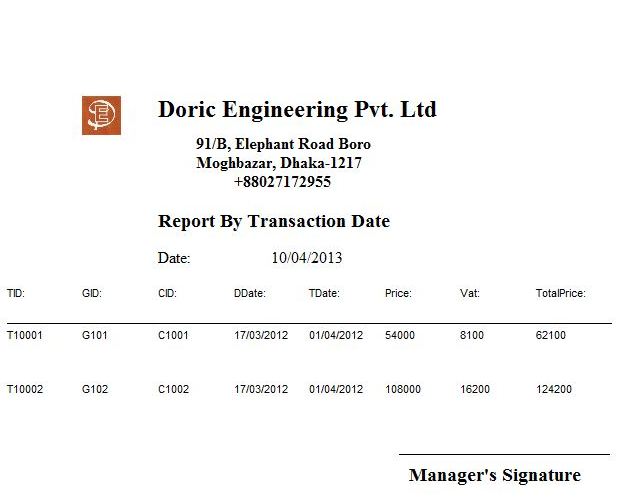 Doric Engineering Pvt. Ltd
91/B, Elephant Road Boro
Moghbazar, Dhaka-1217
+88027172955
Report By Transaction Date
Date: 10/04/2013
TID: GID: CID: DDate: TDate: Price: Vat: TotalPrice:
T10001 G101 C1001 17/03/2012 01/04/2012 54000 8100 62100
T10002 G102 C1002 17/03/2012 01/04/2012 108000 16200 124200
Manager's Signature